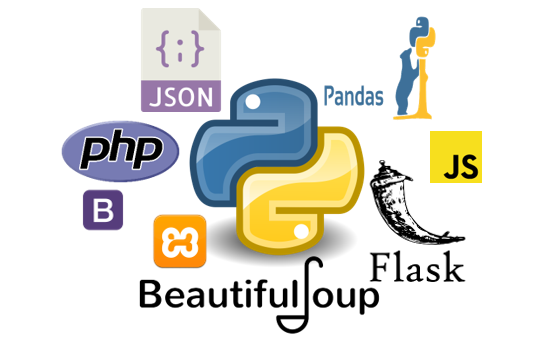 {;}
JSON
Pandas
php
JS
B
Flask
BeautifulSoup